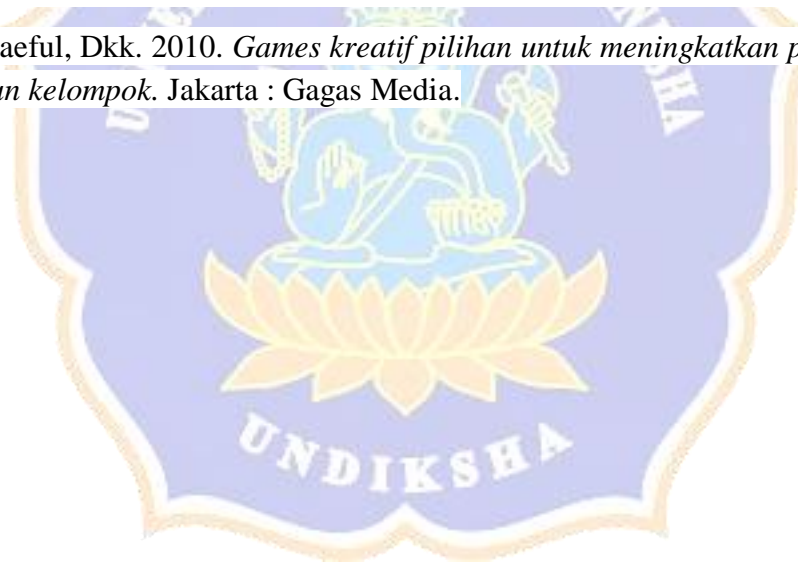 aeful, Dkk. 2010. Games kreatif pilihan untuk meningkatkan p
n kelompok. Jakarta : Gagas Media.
UNDIKSHA